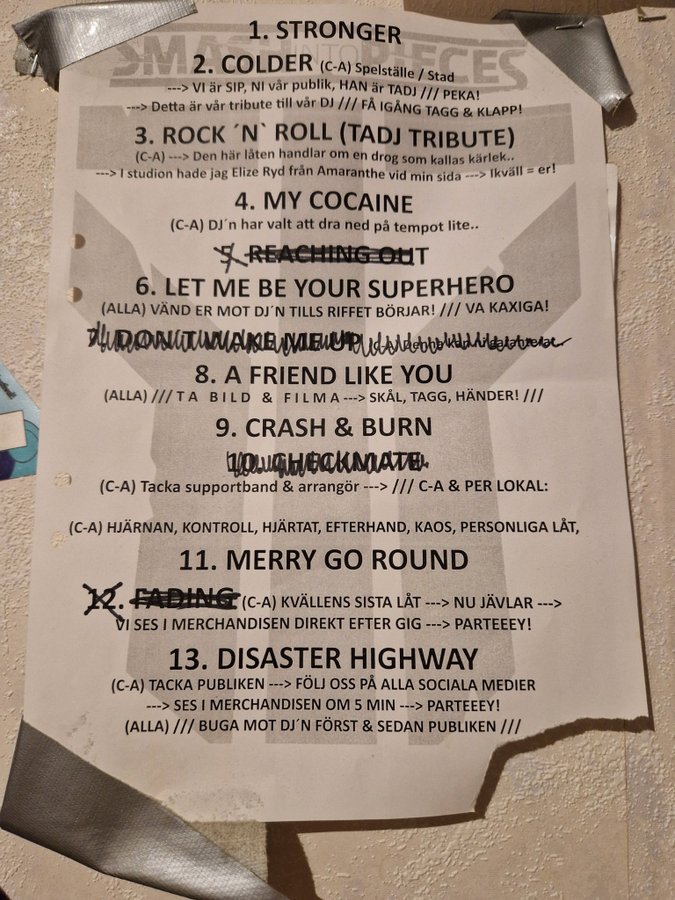 SMASH INTO PIECES
1. STRONGER
2. COLDER (C-A) Spelställe / Stad
---> VI är SIP, NI vår publik, HAN är TADJ /// PEKA!
---> Detta är vår tribute till vår DJ /// FÅ IGÅNG TAGG & KLAPP!
3. ROCK ´N` ROLL (TADJ TRIBUTE)
(C-A) ---> Den här låten handlar om en drog som kallas kärlek..
---> I studion hade jag Elize Ryd från Amaranthe vid min sida ---> Ikväll = er!
4. MY COCAINE
(C-A) DJ´n har valt att dra ned på tempot lite..
5. REACHING OUT
6. LET ME BE YOUR SUPERHERO
(ALLA) VÄND ER MOT DJ´N TILLS RIFFET BÖRJAR! /// VA KAXIGA!
7. DON´T WAKE ME UP
8. A FRIEND LIKE YOU
(ALLA) /// T A B I L D & F I L M A ---> SKÅL, TAGG, HÄNDER! ///
9. CRASH & BURN
10. CHECKMATE
(C-A) Tacka supportband & arrangör ---> /// C-A & PER LOKAL:
(C-A) HJÄRNAN, KONTROLL, HJÄRTAT, EFTERHAND, KAOS, PERSONLIGA LÅT,
11. MERRY GO ROUND
12. FADING (C-A) KVÄLLENS SISTA LÅT ---> NU JÄVLAR --->
VI SES I MERCHANDISEN DIREKT EFTER GIG ---> PARTEEEY!
13. DISASTER HIGHWAY
(C-A) TACKA PUBLIKEN ---> FÖLJ OSS PÅ ALLA SOCIALA MEDIER
---> SES I MERCHANDISEN OM 5 MIN ---> PARTEEEY!
(ALLA) /// BUGA MOT DJ´N FÖRST & SEDAN PUBLIKEN ///